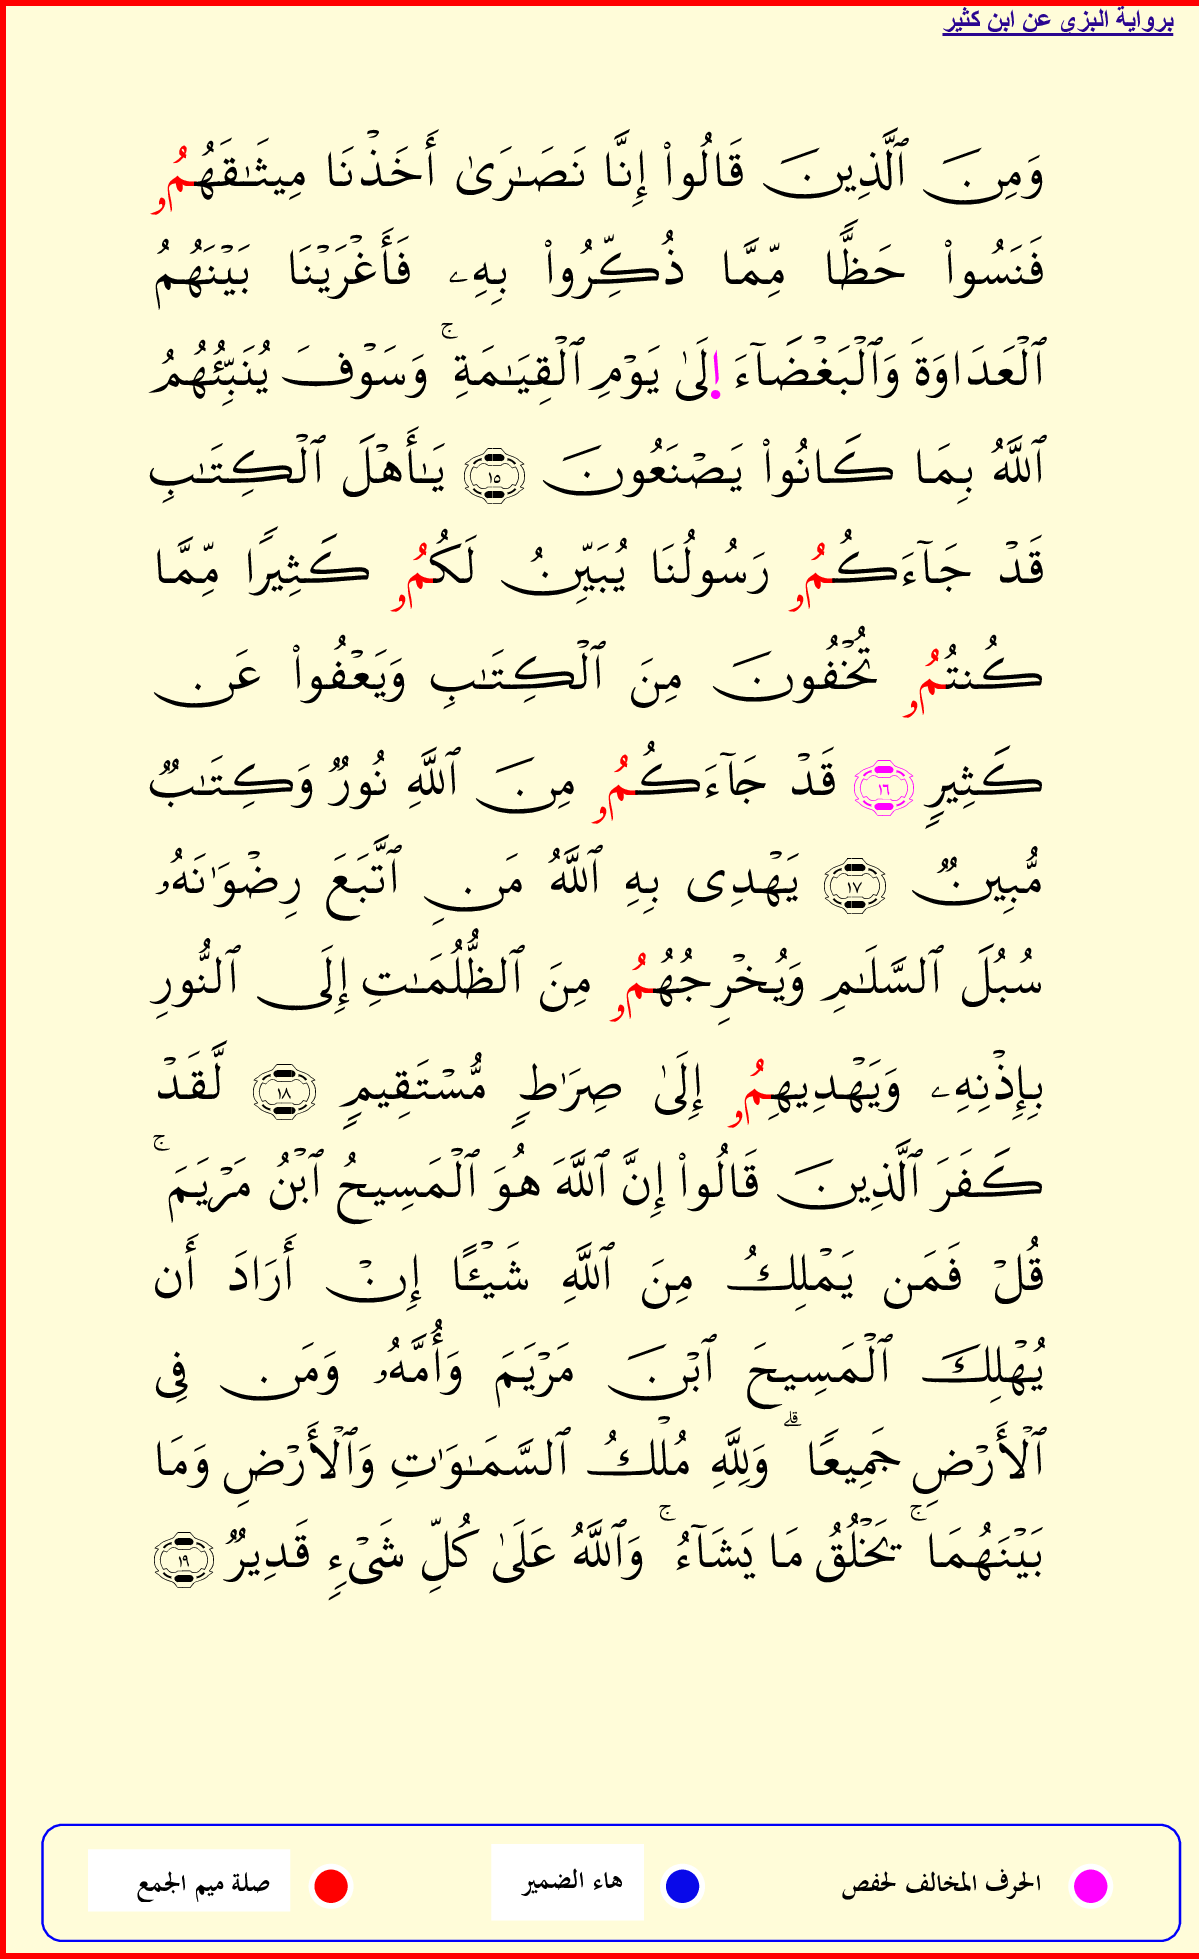 برواية البزى عن ابن كثير
وَمِنَ ٱلَّذِينَ قَالُوا۟ إِنَّا نَصَـٰرَىٰ أَخَذْنَا مِيثَـٰقَهُمُۥ
فَنَسُوا۟ حَظًّا مِّمَّا ذُكِّرُوا۟ بِهِۦ فَأَغْرَيْنَا بَيْنَهُمُ
ٱلْعَدَاوَةَ وَٱلْبَغْضَآءَ ا۪لَىٰ يَوْمِ ٱلْقِيَـٰمَةِ ۚ وَسَوْفَ يُنَبِّئُهُمُ
ٱللَّهُ بِمَا كَانُوا۟ يَصْنَعُونَ ١٥ يَـٰأَهْلَ ٱلْكِتَـٰبِ
قَدْ جَآءَكُمُۥ رَسُولُنَا يُبَيِّنُ لَكُمُۥ كَثِيرًا مِّمَّا
كُنتُمُۥ تُخْفُونَ مِنَ ٱلْكِتَـٰبِ وَيَعْفُوا۟ عَن
كَثِيرٍ ١٦ قَدْ جَآءَكُمُۥ مِنَ ٱللَّهِ نُورٌ وَكِتَـٰبٌ
مُّبِينٌ ١٧ يَهْدِى بِهِ ٱللَّهُ مَنِ ٱتَّبَعَ رِضْوَٰنَهُۥ
سُبُلَ ٱلسَّلَـٰمِ وَيُخْرِجُهُمُۥ مِنَ ٱلظُّلُمَـٰتِ إِلَى ٱلنُّورِ
بِإِذْنِهِۦ وَيَهْدِيهِمُۥ إِلَىٰ صِرَٰطٍ مُّسْتَقِيمٍ ١٨ لَّقَدْ
كَفَرَ ٱلَّذِينَ قَالُوا۟ إِنَّ ٱللَّهَ هُوَ ٱلْمَسِيحُ ٱبْنُ مَرْيَمَ ۚ
قُلْ فَمَن يَمْلِكُ مِنَ ٱللَّهِ شَيْـًٔا إِنْ أَرَادَ أَن
يُهْلِكَ ٱلْمَسِيحَ ٱبْنَ مَرْيَمَ وَأُمَّهُۥ وَمَن فِى
ٱلْأَرْضِ جَمِيعًا ۗ وَلِلَّهِ مُلْكُ ٱلسَّمَـٰوَٰتِ وَٱلْأَرْضِ وَمَا
بَيْنَهُمَا ۚ يَخْلُقُ مَا يَشَآءُ ۚ وَٱللَّهُ عَلَىٰ كُلِّ شَىْءٍ قَدِيرٌ ١٩
الحرف المخالف لحفص هاء الضمير صلة ميم الجمع